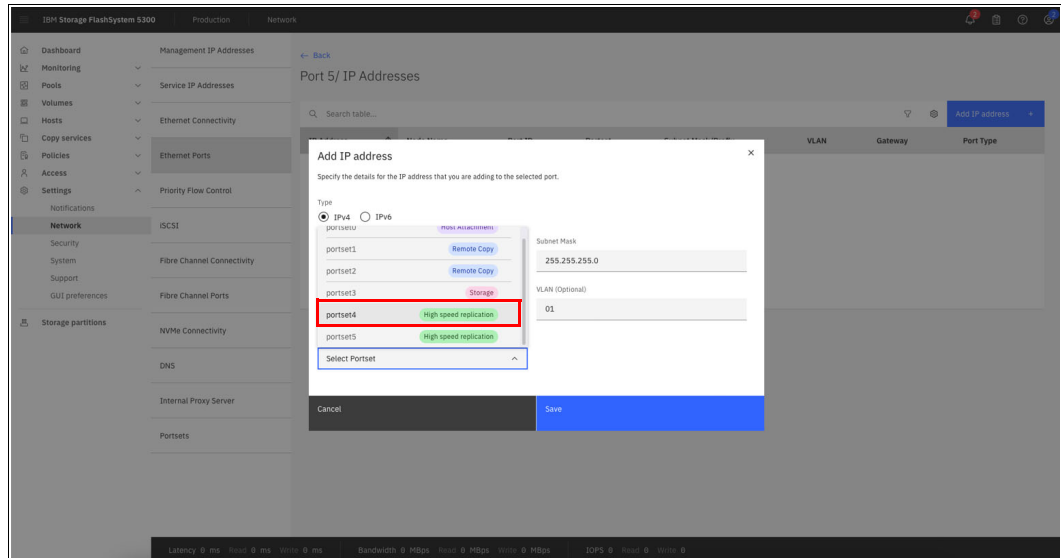 IBM Storage FlashSystem 5300 Production Network
2
2
Dashboard
Monitoring
Pools
Volumes
Hosts
Copy services
Policies
Access
Settings
Notifications
Network
Security
System
Support
GUI preferences
Storage partitions
Management IP Addresses
Service IP Addresses
Ethernet Connectivity
Ethernet Ports
Priority Flow Control
iSCSI
Fibre Channel Connectivity
Fibre Channel Ports
NVMe Connectivity
DNS
Internal Proxy Server
Portsets
← Back
Port 5/ IP Addresses
Search table...
Add IP address +
VLAN Gateway Port Type
Add IP address
Specify the details for the IP address that you are adding to the selected port.
Type
IPv4 IPv6
portset0 Host Attachment
portset1 Remote Copy
portset2 Remote Copy
portset3 Storage
portset4 High speed replication
portset5 High speed replication
Select Portset
Subnet Mask
255.255.255.0
VLAN (Optional)
01
Cancel
Save
Latency 0 ms Read 0 ms Write 0 ms Bandwidth 0 MBps Read 0 MBps Write 0 MBps IOPS 0 Read 0 Write 0